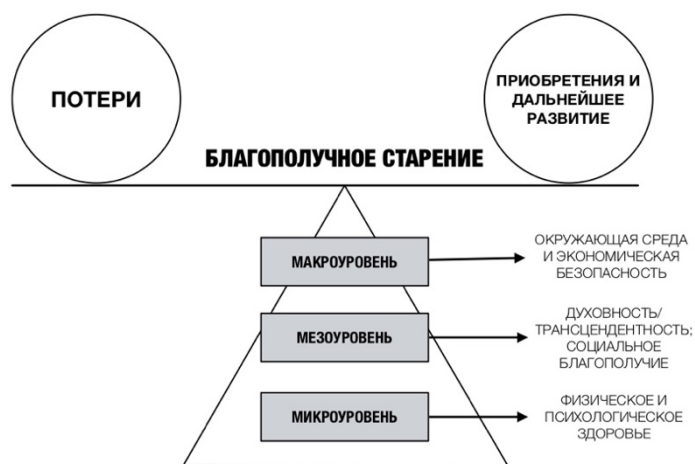 ПОТЕРИ
ПРИОБРЕТЕНИЯ И
ДАЛЬНЕЙШЕЕ
РАЗВИТИЕ
БЛАГОПОЛУЧНОЕ СТАРЕНИЕ
МАКРОУРОВЕНЬ
ОКРУЖАЮЩАЯ СРЕДА
И ЭКОНОМИЧЕСКАЯ
БЕЗОПАСНОСТЬ
МЕЗОУРОВЕНЬ
ДУХОВНОСТЬ/
ТРАНСЦЕНДЕНТНОСТЬ;
СОЦИАЛЬНОЕ
БЛАГОПОЛУЧИЕ
МИКРОУРОВЕНЬ
ФИЗИЧЕСКОЕ И
ПСИХОЛОГИЧЕСКОЕ
ЗДОРОВЬЕ